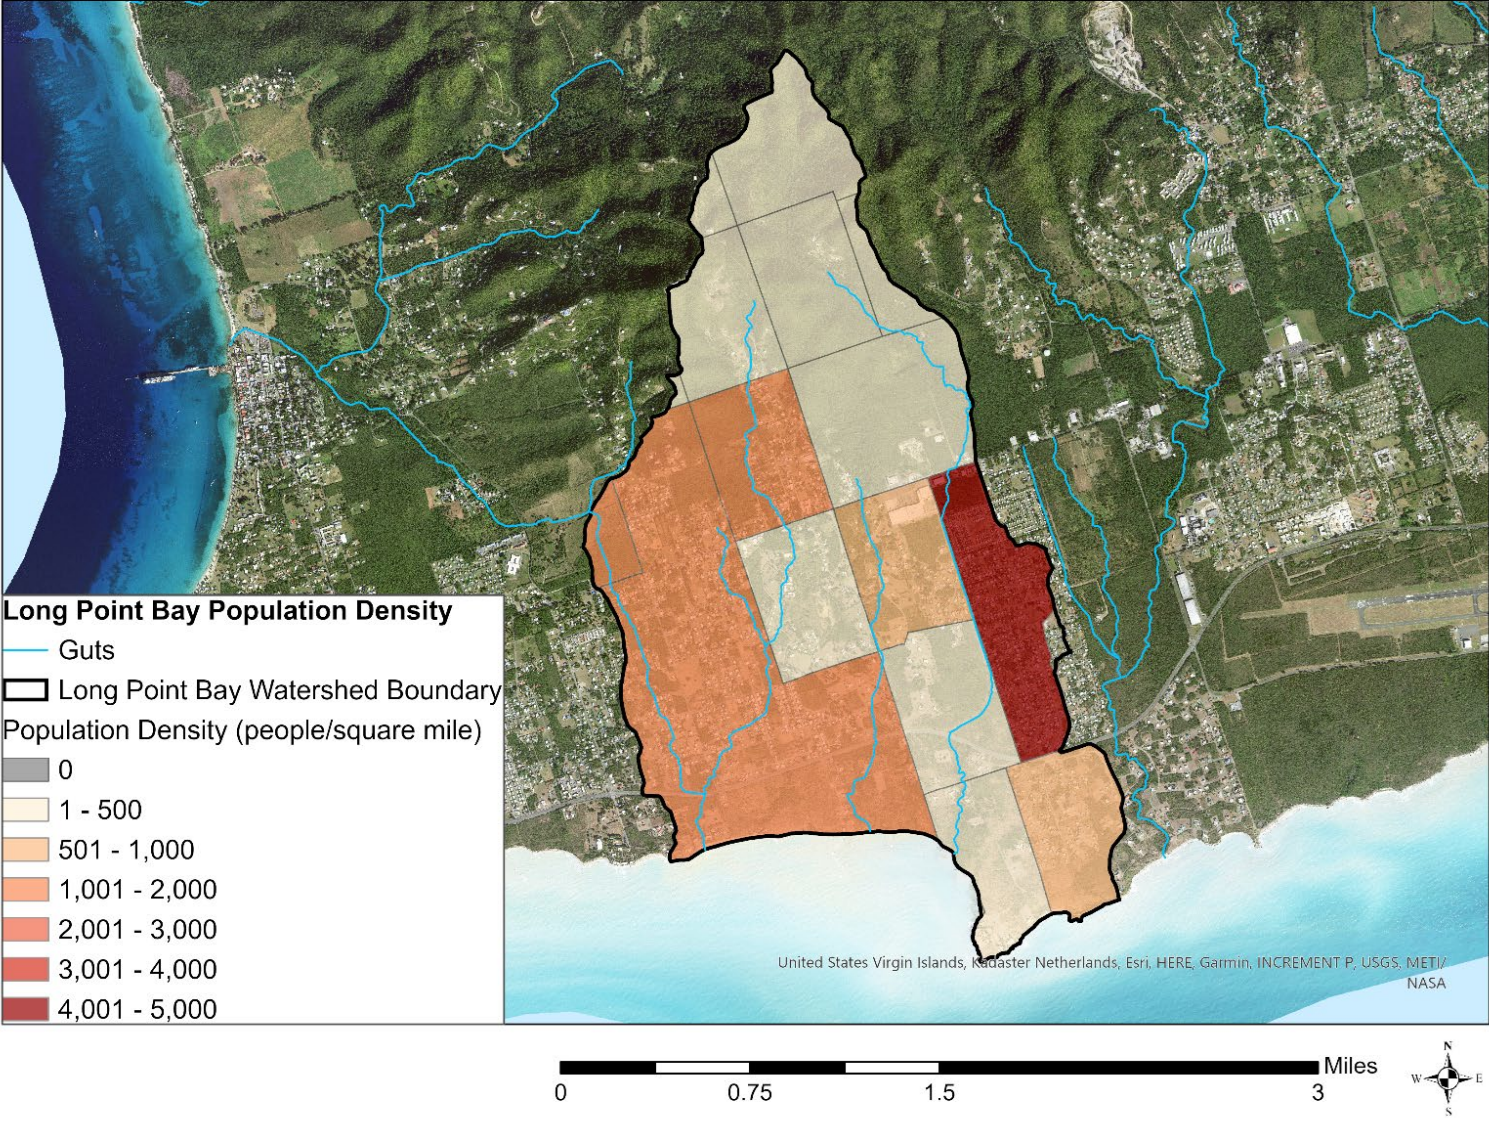 Long Point Bay Population Density
Guts
Long Point Bay Watershed Boundary
Population Density (people/square mile)
0
1 - 500
501 - 1,000
1,001 - 2,000
2,001 - 3,000
3,001 - 4,000
4,001 - 5,000
United States Virgin Islands, Kadaster Netherlands, Esri, HERE, Garmin, INCREMENT P, USGS, METI/
NASA
Miles
0 0.75 1.5 3
N
W E
S